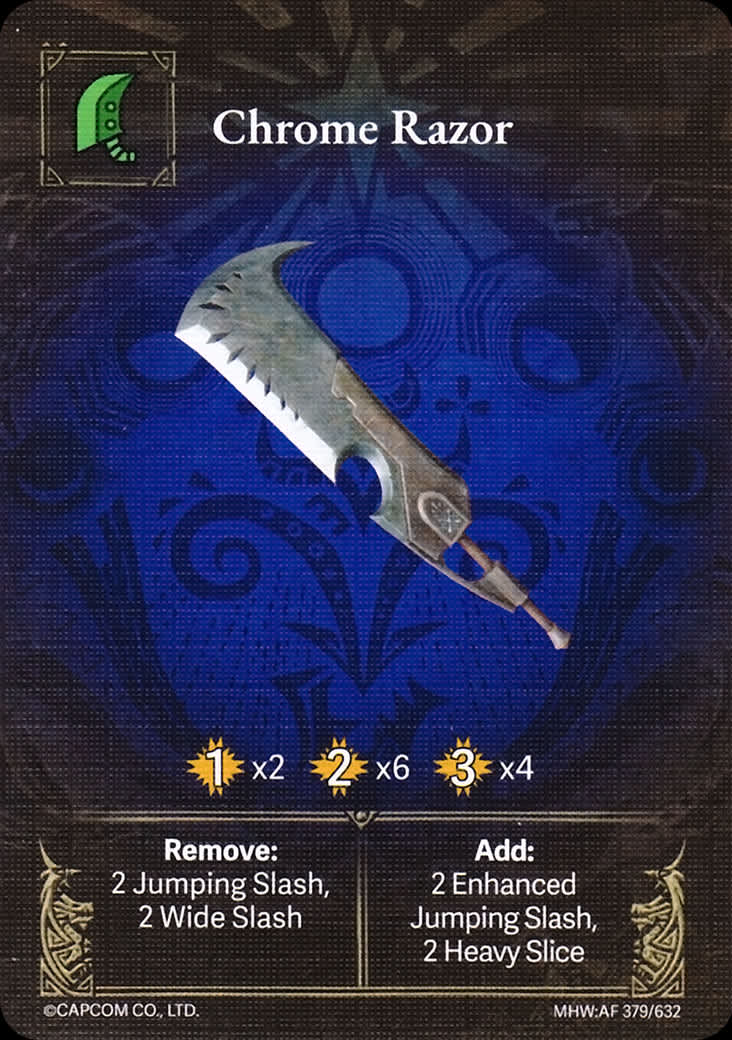 Chrome Razor
1 x2 2 x6 3 x4
Remove:
2 Jumping Slash,
2 Wide Slash
Add:
2 Enhanced
Jumping Slash,
2 Heavy Slice
©CAPCOM CO., LTD.
MHW:AF 379/632